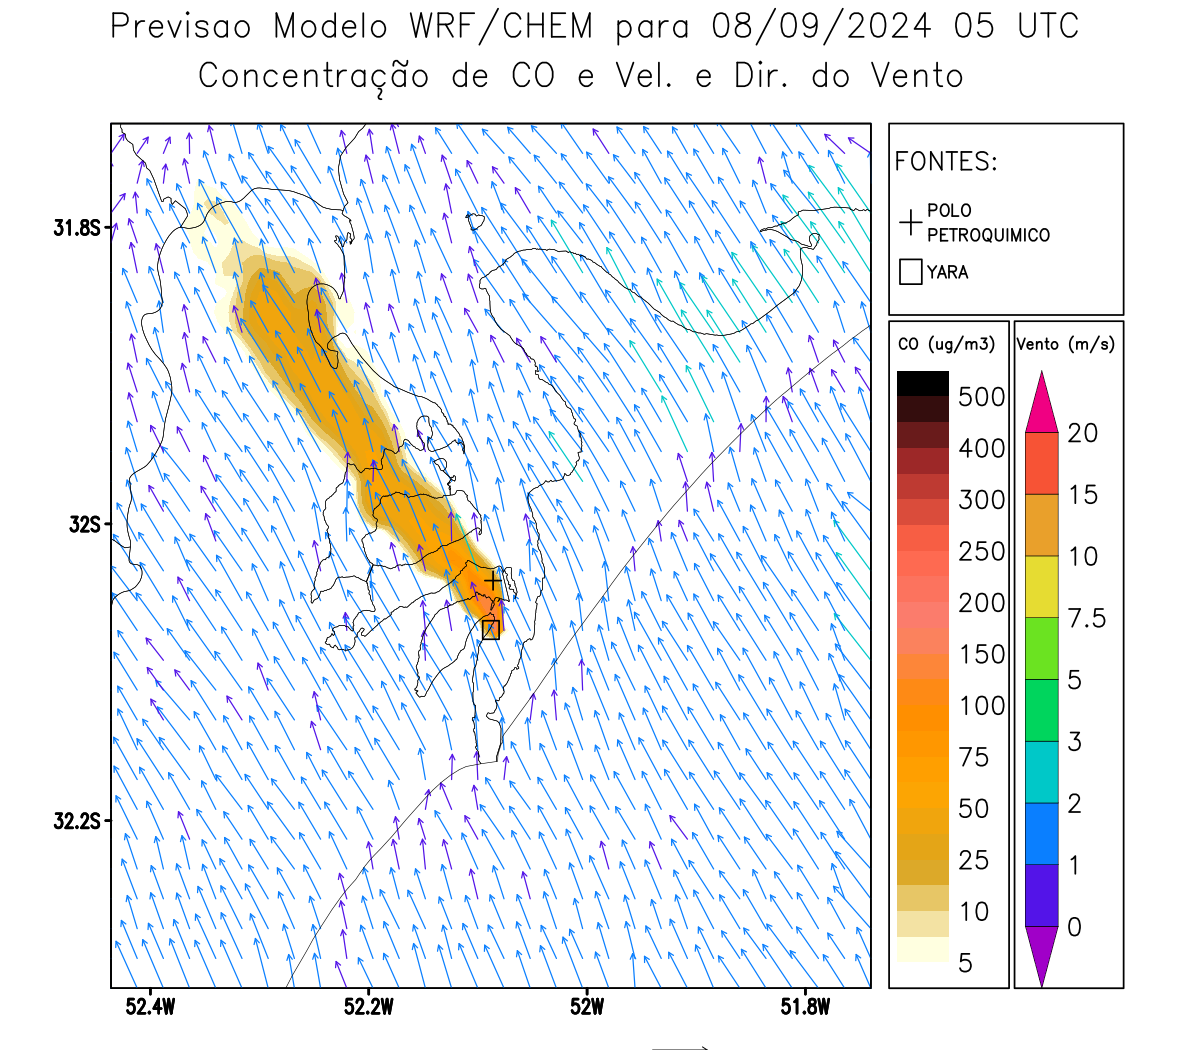 Previsao Modelo WRF/CHEM para 08/09/2024 05 UTC
Concentração de CO e Vel. e Dir. do Vento
FONTES:
POLO
PETROQUIMICO
YARA
CO (ug/m3)
500
400
300
250
200
150
100
75
50
25
10
5
Vento (m/s)
20
15
10
7.5
5
3
2
1
0
31.8S
32S
32.2S
52.4W
52.2W
52W
51.8W